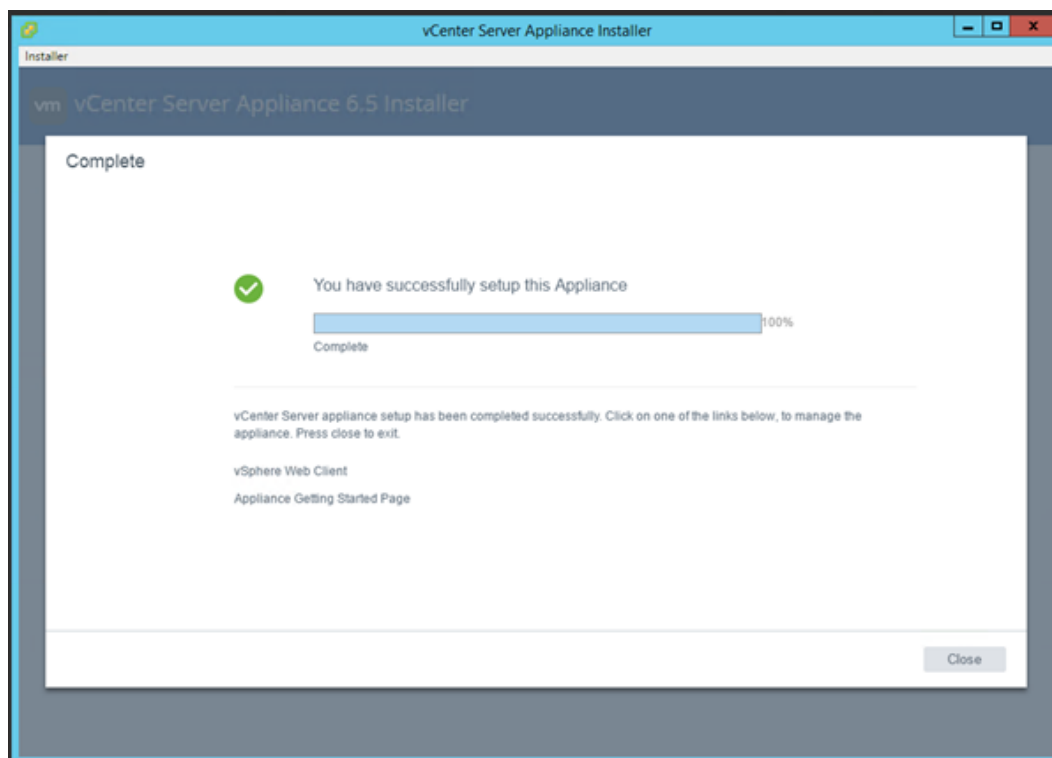 vCenter Server Appliance Installer
Installer
vm vCenter Server Appliance 6.5 Installer
Complete
You have successfully setup this Appliance
100%
Complete
vCenter Server appliance setup has been completed successfully. Click on one of the links below, to manage the
appliance. Press close to exit.
vSphere Web Client
Appliance Getting Started Page
Close